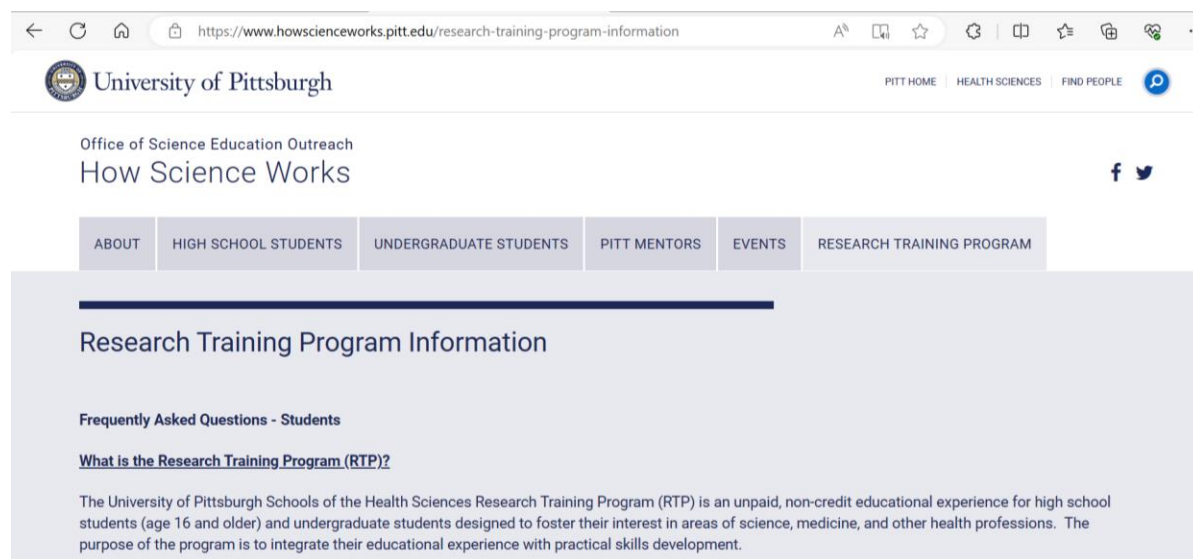 https://www.howscienceworks.pitt.edu/research-training-program-information
University of Pittsburgh
PITT HOME HEALTH SCIENCES FIND PEOPLE
Office of Science Education Outreach
How Science Works
ABOUT HIGH SCHOOL STUDENTS UNDERGRADUATE STUDENTS PITT MENTORS EVENTS RESEARCH TRAINING PROGRAM
Research Training Program Information
Frequently Asked Questions - Students
What is the Research Training Program (RTP)?
The University of Pittsburgh Schools of the Health Sciences Research Training Program (RTP) is an unpaid, non-credit educational experience for high school
students (age 16 and older) and undergraduate students designed to foster their interest in areas of science, medicine, and other health professions.  The
purpose of the program is to integrate their educational experience with practical skills development.